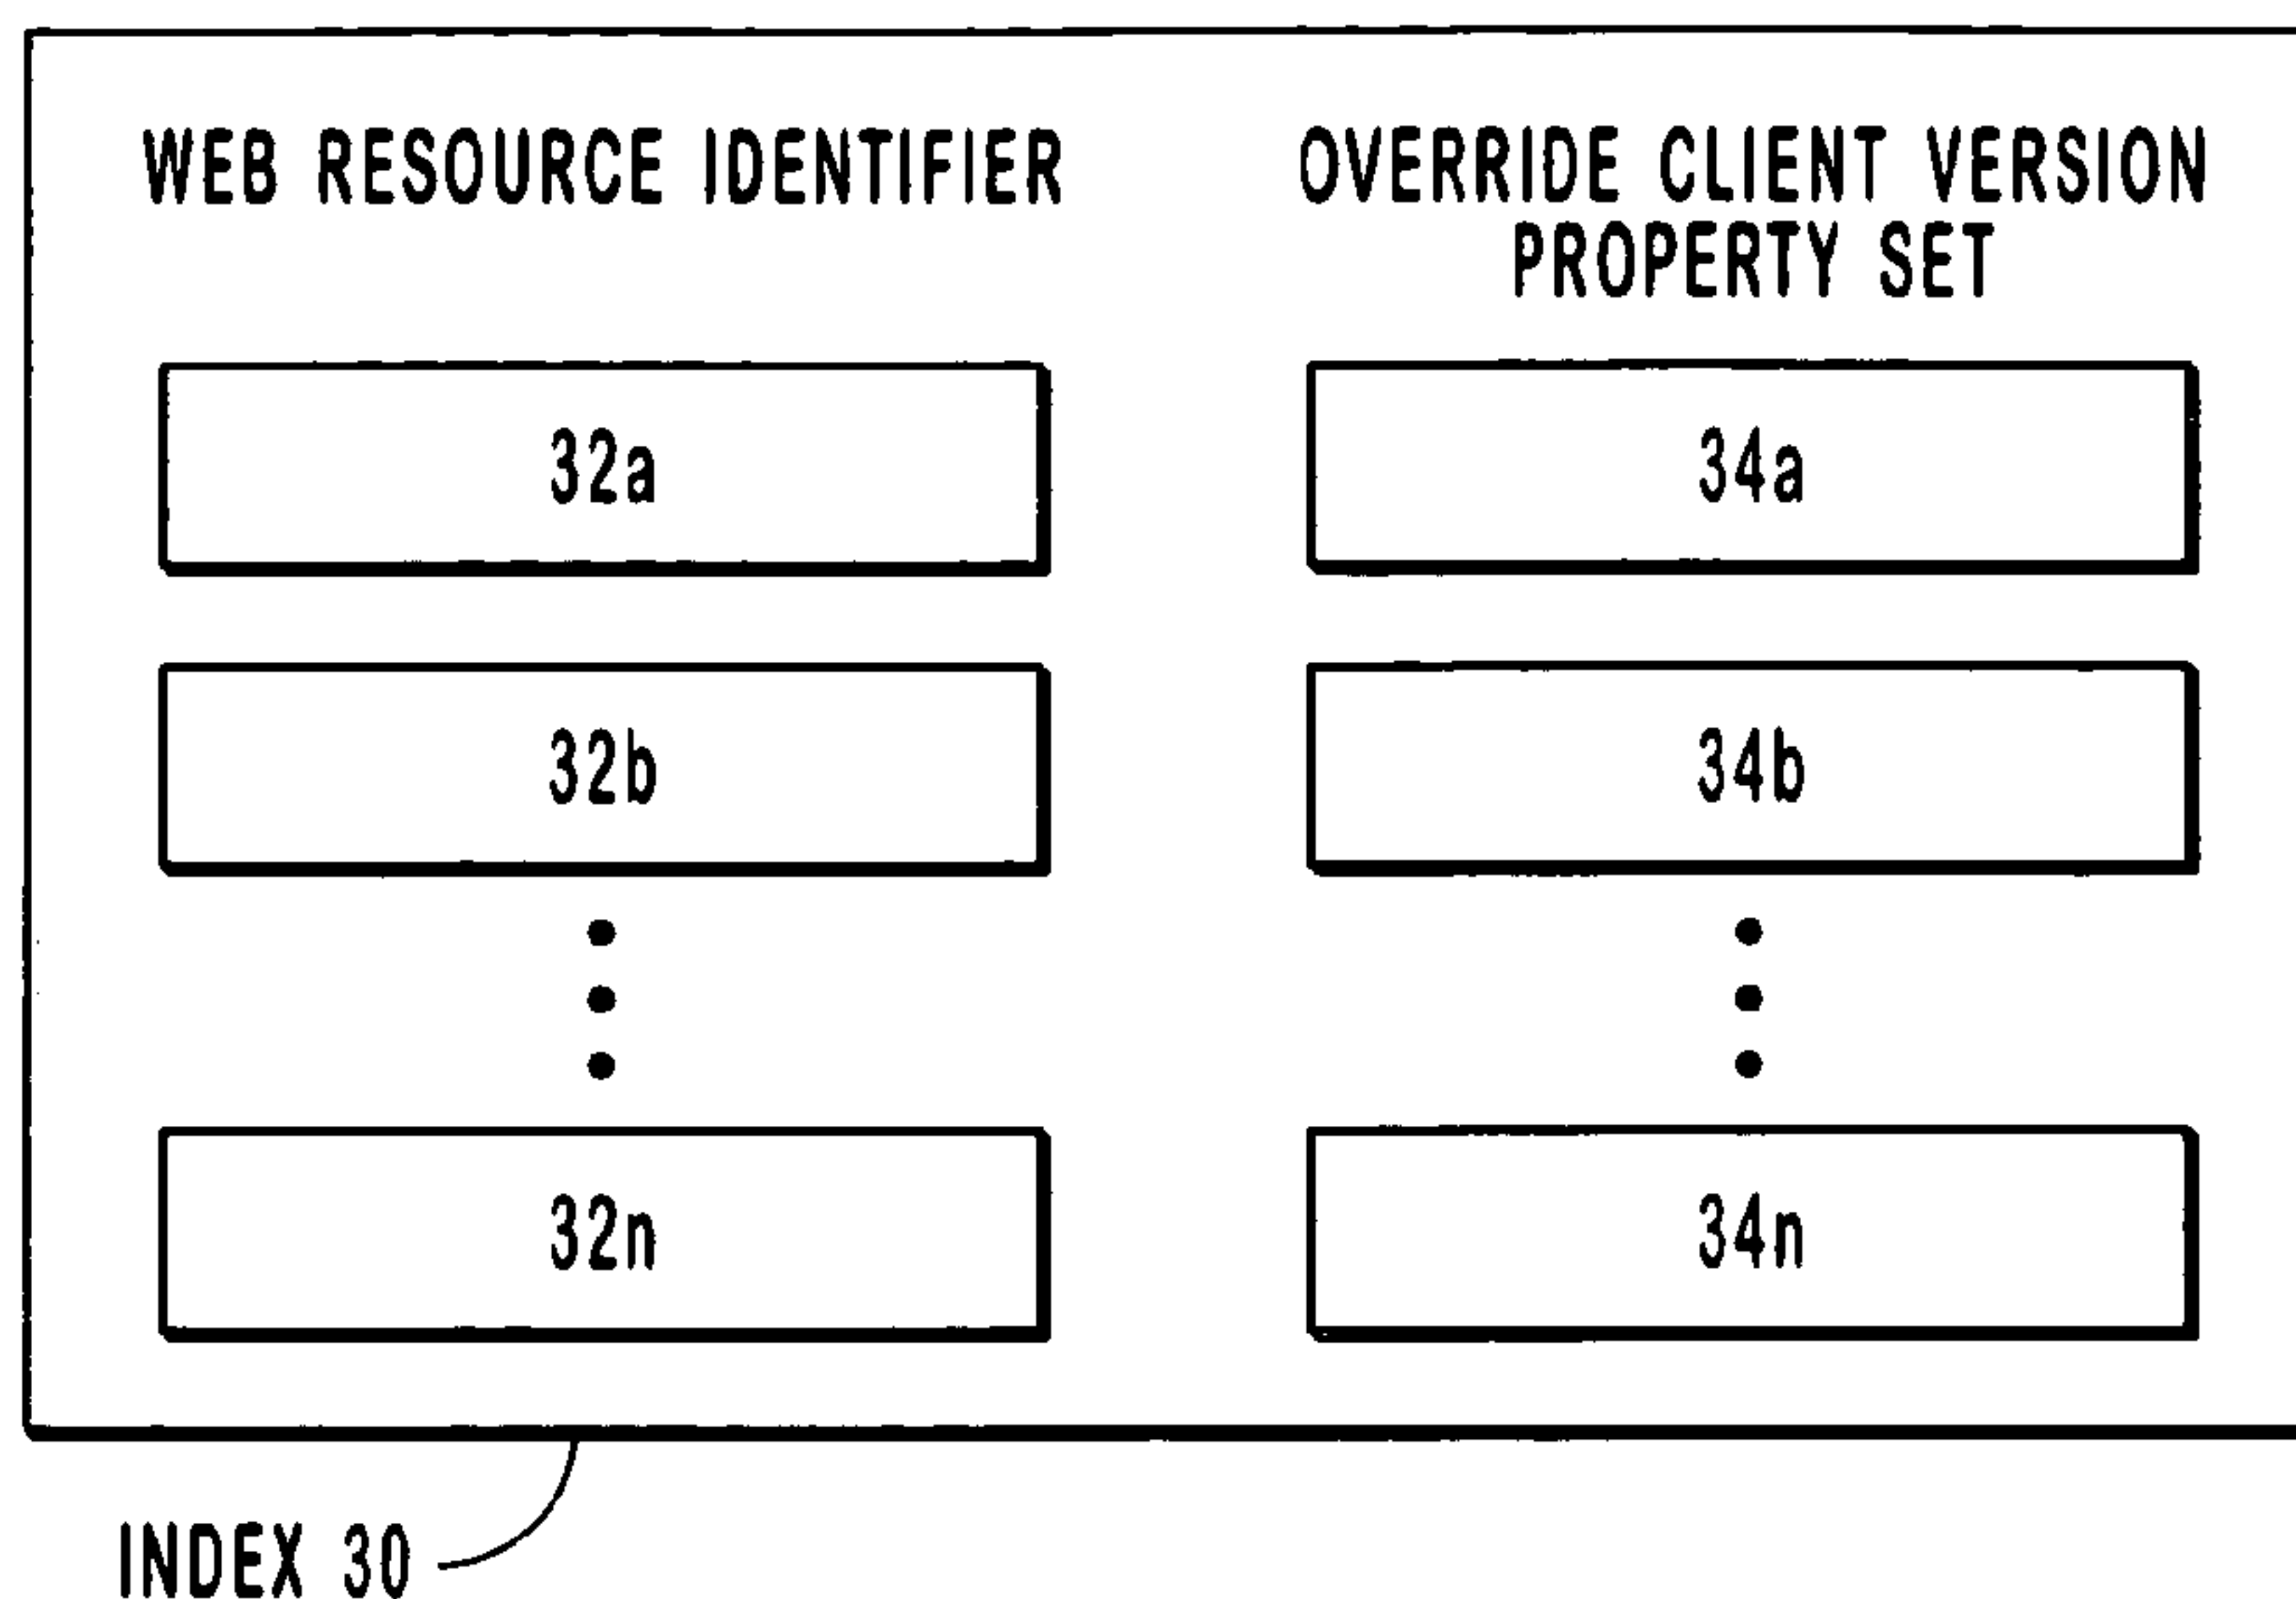 WEB RESOURCE IDENTIFIER
OVERRIDE CLIENT VERSION
PROPERTY SET
32a
34a
32b
34b
32n
34n
INDEX 30